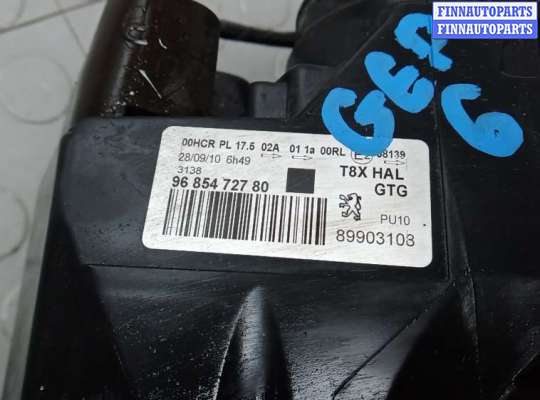 FINNAUTOPARTS
FINNAUTOPARTS
GER
6
00HCR PL 17.5 02A 01 1a 00RL 08139
28/09/10 6h49
3138
T8X HAL
96 854 727 80
GTG
PU10
89903108